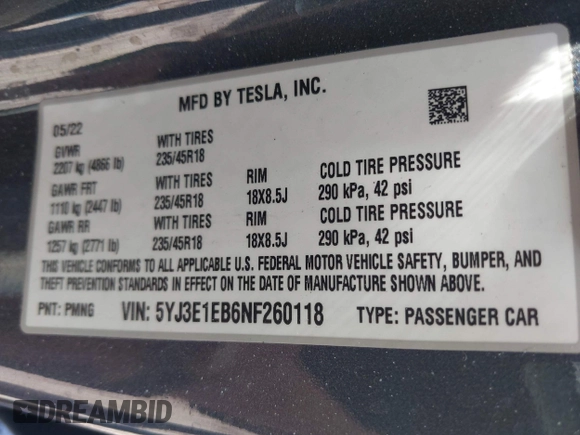 MFD BY TESLA, INC.
05/22
GVWR WITH TIRES
2207 kg (4866 lb) 235/45R18
GAWR FRT WITH TIRES RIM COLD TIRE PRESSURE
1110 kg (2447 lb) 235/45R18 18X8.5J 290 kPa, 42 psi
GAWR RR WITH TIRES RIM COLD TIRE PRESSURE
1257 kg (2771 lb) 235/45R18 18X8.5J 290 kPa, 42 psi
THIS VEHICLE CONFORMS TO ALL APPLICABLE U.S. FEDERAL MOTOR VEHICLE SAFETY, BUMPER, AND
THEFT PREVENTION STANDARDS IN EFFECT ON THE DATE OF MANUFACTURE SHOWN ABOVE.
PNT: PMNG VIN: 5YJ3E1EB6NF260118 TYPE: PASSENGER CAR
DREAMBID